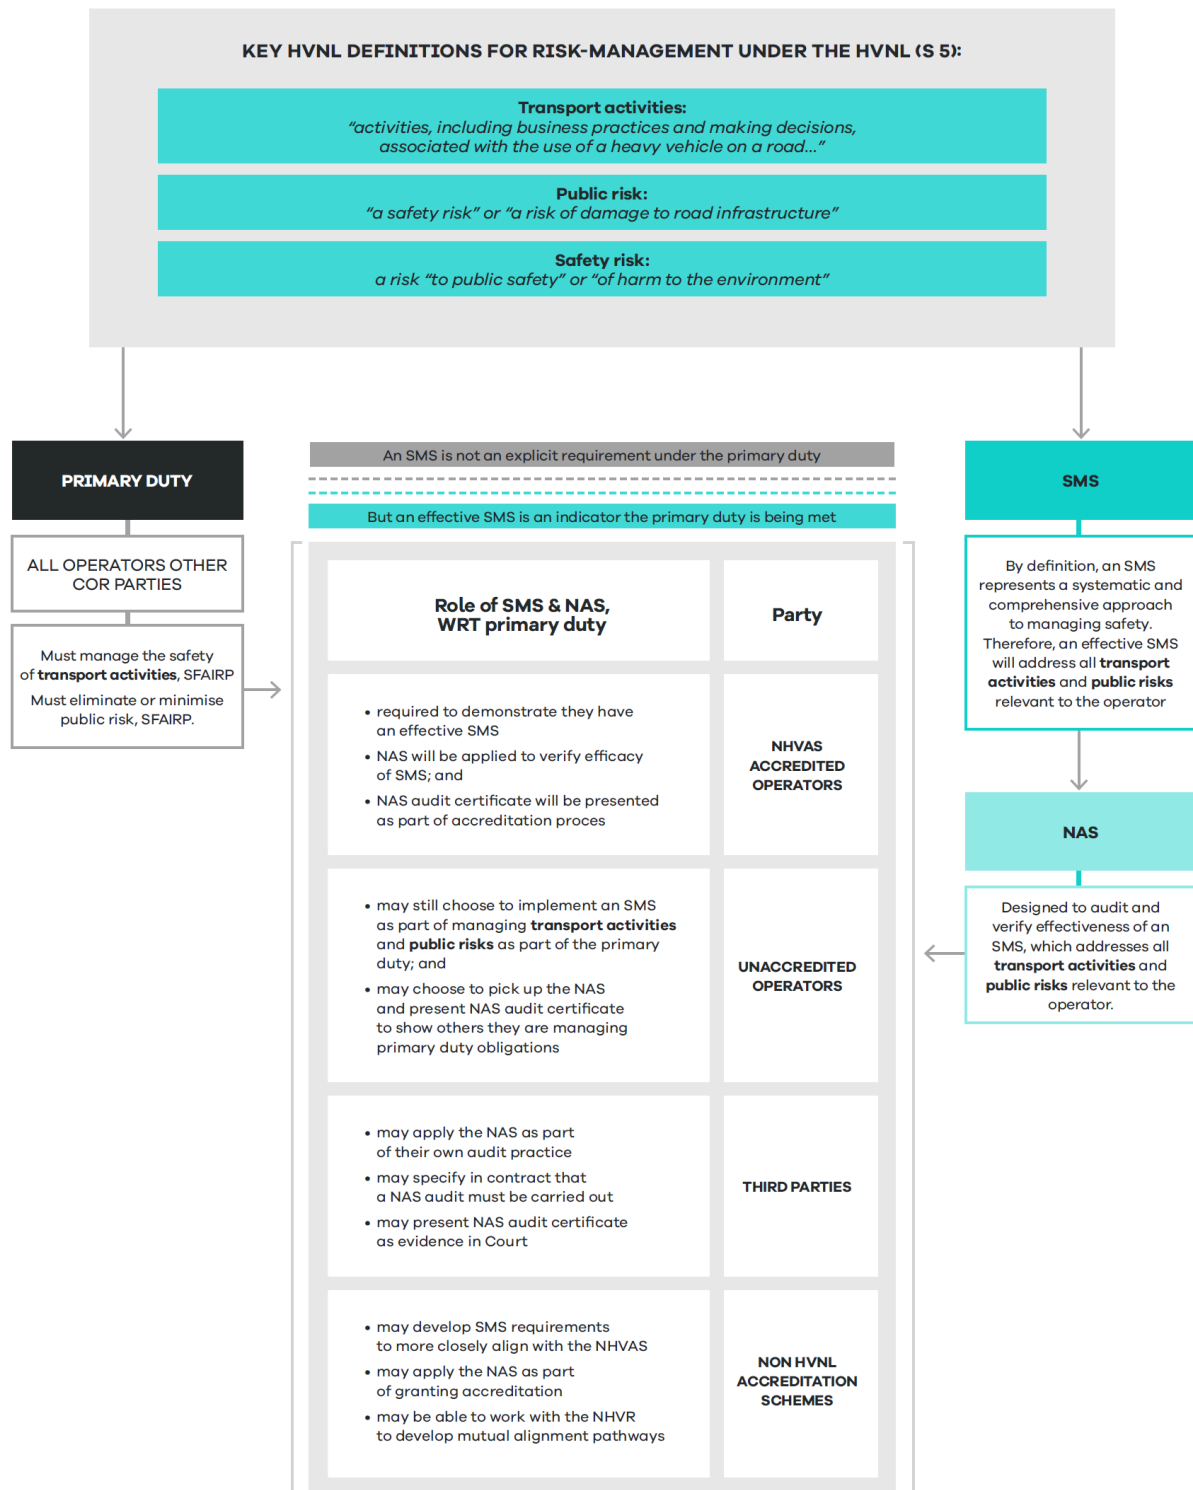 KEY HVNL DEFINITIONS FOR RISK-MANAGEMENT UNDER THE HVNL (S 5):
Transport activities:
“activities, including business practices and making decisions,
associated with the use of a heavy vehicle on a road...”
Public risk:
“a safety risk” or “a risk of damage to road infrastructure”
Safety risk:
a risk “to public safety” or “of harm to the environment”
PRIMARY DUTY
ALL OPERATORS OTHER
COR PARTIES
Must manage the safety
of transport activities, SFAIRP
Must eliminate or minimise
public risk, SFAIRP.
An SMS is not an explicit requirement under the primary duty
But an effective SMS is an indicator the primary duty is being met
Role of SMS & NAS,
WRT primary duty
Party
• required to demonstrate they have
an effective SMS
• NAS will be applied to verify efficacy
of SMS; and
• NAS audit certificate will be presented
as part of accreditation proces
NHVAS
ACCREDITED
OPERATORS
• may still choose to implement an SMS
as part of managing transport activities
and public risks as part of the primary
duty; and
• may choose to pick up the NAS
and present NAS audit certificate
to show others they are managing
primary duty obligations
UNACCREDITED
OPERATORS
• may apply the NAS as part
of their own audit practice
• may specify in contract that
a NAS audit must be carried out
• may present NAS audit certificate
as evidence in Court
THIRD PARTIES
• may develop SMS requirements
to more closely align with the NHVAS
• may apply the NAS as part
of granting accreditation
• may be able to work with the NHVR
to develop mutual alignment pathways
NON HVNL
ACCREDITATION
SCHEMES
SMS
By definition, an SMS
represents a systematic and
comprehensive approach
to managing safety.
Therefore, an effective SMS
will address all transport
activities and public risks
relevant to the operator
NAS
Designed to audit and
verify effectiveness of an
SMS, which addresses all
transport activities and
public risks relevant to the
operator.